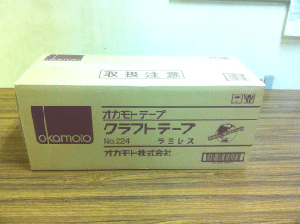 取扱注意
オカモトテープ
クラフトテープ
No.224 ラミレス
オカモト株式会社
okamoto